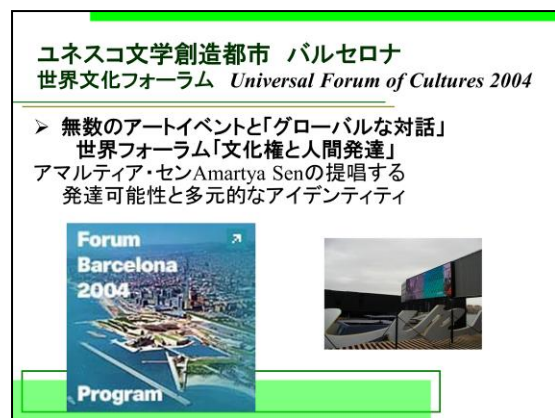 ユネスコ文学創造都市　バルセロナ
世界文化フォーラム　Universal Forum of Cultures 2004
➢ 無数のアートイベントと「グローバルな対話」
世界フォーラム「文化権と人間発達」
アマルティア・センAmartya Senの提唱する
発達可能性と多元的なアイデンティティ
Forum
Barcelona
2004
Program